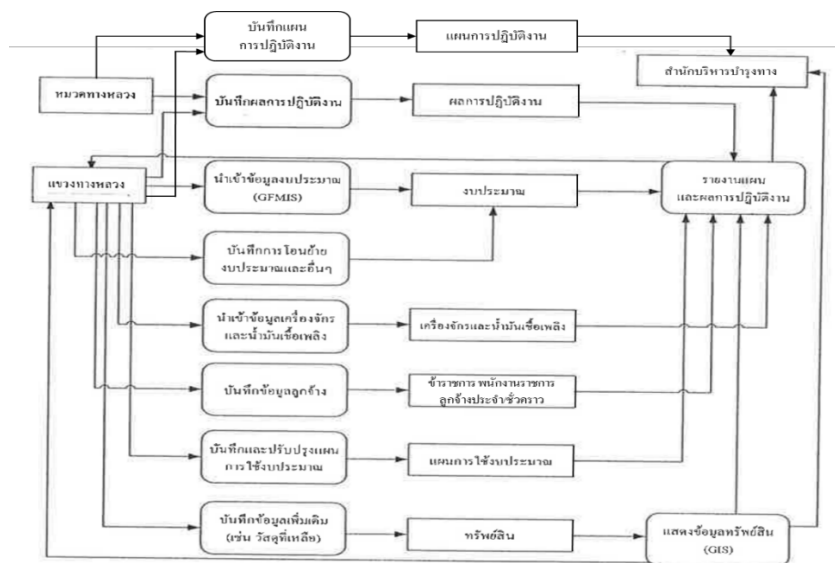 บันทึกแผน
การปฏิบัติงาน
แผนการปฏิบัติงาน
สำนักบริหารบำรุงทาง
หมวดทางหลวง
บันทึกผลการปฏิบัติงาน
ผลการปฏิบัติงาน
แขวงทางหลวง
นำเข้าข้อมูลงบประมาณ
(GFMIS)
งบประมาณ
รายงานแผน
และผลการปฏิบัติงาน
บันทึกการโอนย้าย
งบประมาณและอื่นๆ
นำเข้าข้อมูลเครื่องจักร
และน้ำมันเชื้อเพลิง
เครื่องจักรและน้ำมันเชื้อเพลิง
บันทึกข้อมูลลูกจ้าง
ข้าราชการ พนักงานราชการ
ลูกจ้างประจำ/ชั่วคราว
บันทึกและปรับปรุงแผน
การใช้งบประมาณ
แผนการใช้งบประมาณ
บันทึกข้อมูลเพิ่มเติม
(เช่น วัสดุที่เหลือ)
ทรัพย์สิน
แสดงข้อมูลทรัพย์สิน
(GIS)